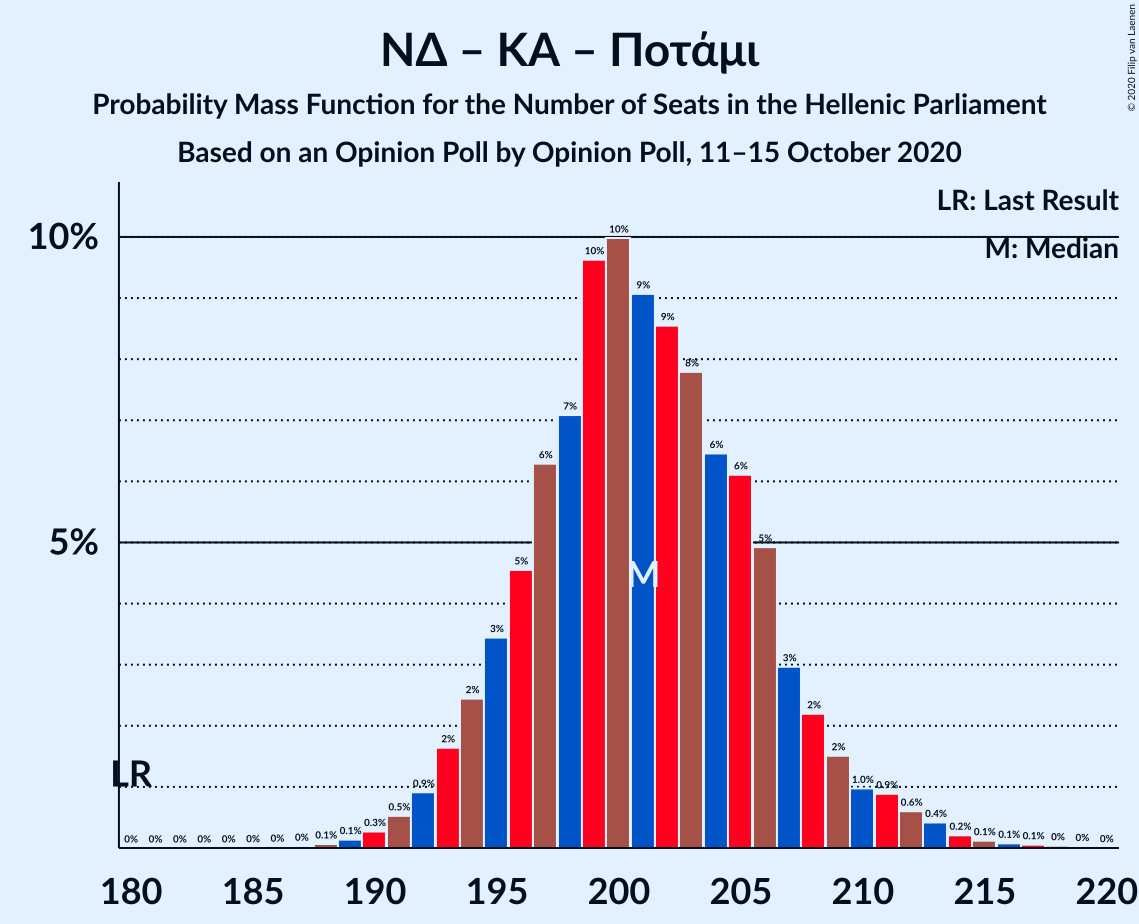 ΝΔ – ΚΑ – Ποτάμι
Probability Mass Function for the Number of Seats in the Hellenic Parliament
Based on an Opinion Poll by Opinion Poll, 11–15 October 2020
© 2020 Filip van Laenen
LR: Last Result
M: Median
10%
5%
LR
M
0% 0% 0% 0% 0% 0% 0% 0% 0.1% 0.1% 0.3% 0.5% 0.9% 2% 2% 3% 5% 6% 7% 10% 10% 9% 9% 8% 6% 6% 5% 3% 2% 2% 1.0% 0.9% 0.6% 0.4% 0.2% 0.1% 0.1% 0.1% 0% 0% 0%
180 185 190 195 200 205 210 215 220